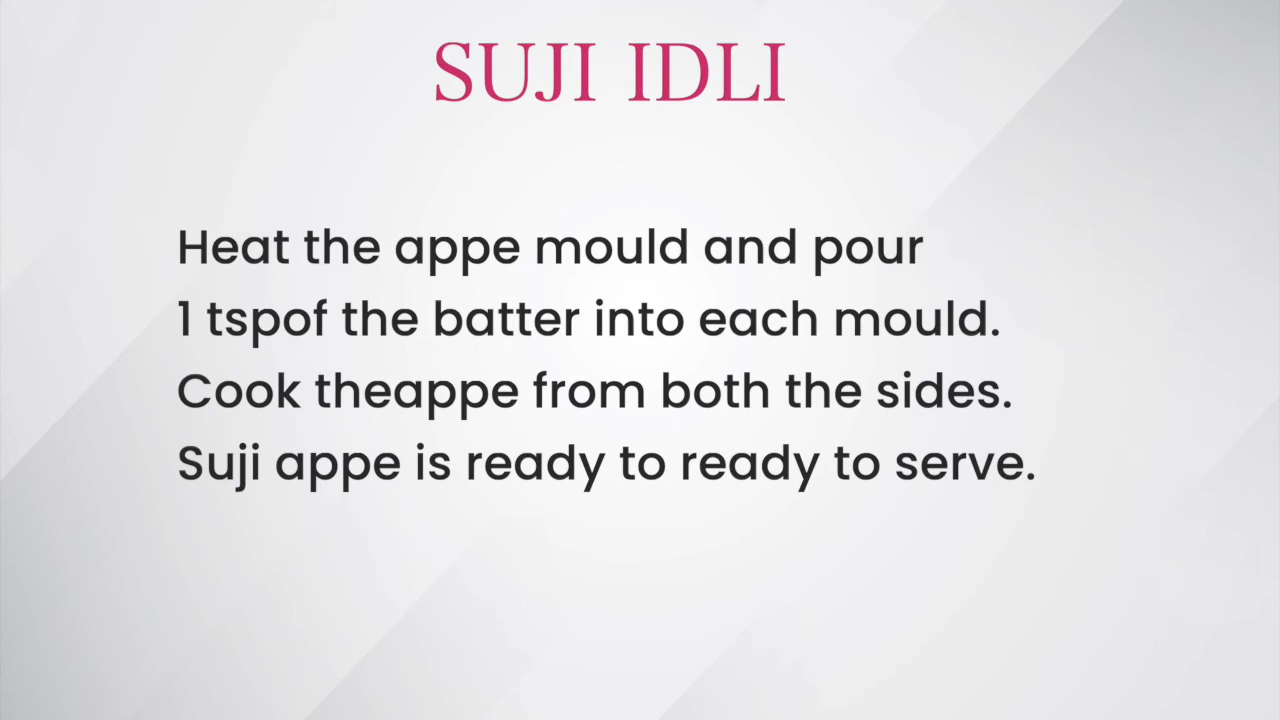 SUJI IDLI
Heat the appe mould and pour
1 tspof the batter into each mould.
Cook theappe from both the sides.
Suji appe is ready to ready to serve.